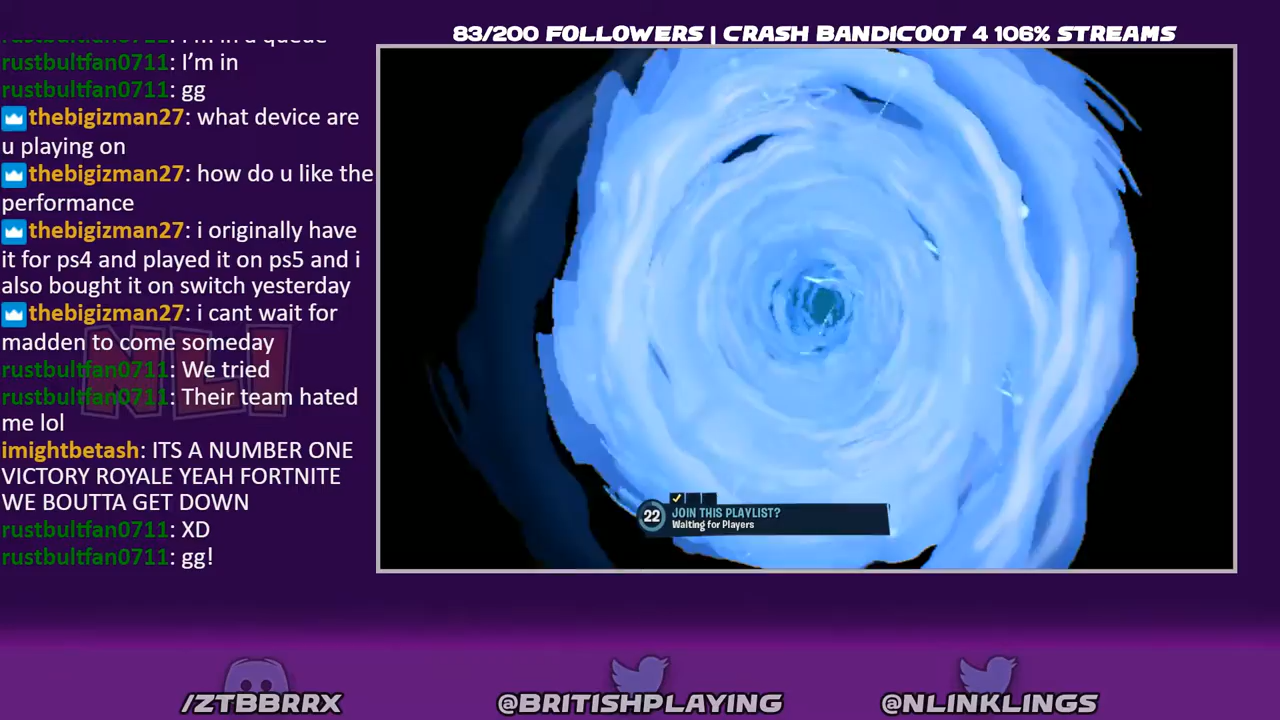 83/200 FOLLOWERS | CRASH BANDICOOT 4 106% STREAMS
rustbultfan0711: I'm in a queue
rustbultfan0711: I'm in
rustbultfan0711: gg
thebigizman27: what device are
u playing on
thebigizman27: how do u like the
performance
thebigizman27: i originally have
it for ps4 and played it on ps5 and i
also bought it on switch yesterday
thebigizman27: i cant wait for
madden to come someday
rustbultfan0711: We tried
rustbultfan0711: Their team hated
me lol
imightbetash: ITS A NUMBER ONE
VICTORY ROYALE YEAH FORTNITE
WE BOUTTA GET DOWN
rustbultfan0711: XD
rustbultfan0711: gg!
NLI
22
JOIN THIS PLAYLIST?
Waiting for Players
/ZTBBRRX
@BRITISHPLAYING
@NLINKLINGS